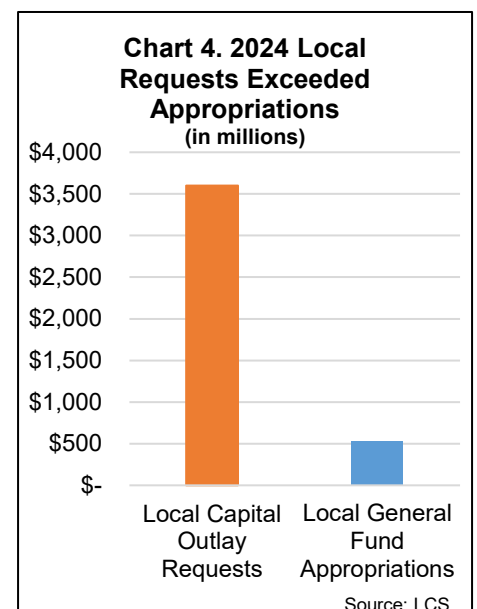 Chart 4. 2024 Local
Requests Exceeded
Appropriations
(in millions)
$4,000
$3,500
$3,000
$2,500
$2,000
$1,500
$1,000
$500
$-
Local Capital
Outlay
Requests
Local General
Fund
Appropriations
Source: LCS